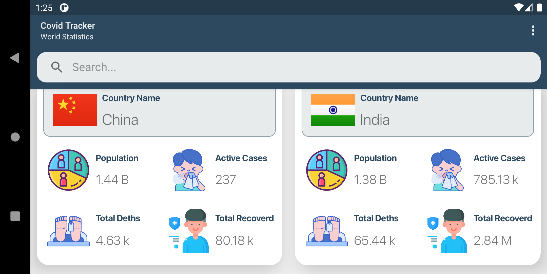 1:25
Covid Tracker
World Statistics
Search...
Country Name
China
Population
1.44 B
Active Cases
237
Total Deths
4.63 k
Total Recoverd
80.18 k
Country Name
India
Population
1.38 B
Active Cases
785.13 k
Total Deths
65.44 k
Total Recoverd
2.84 M